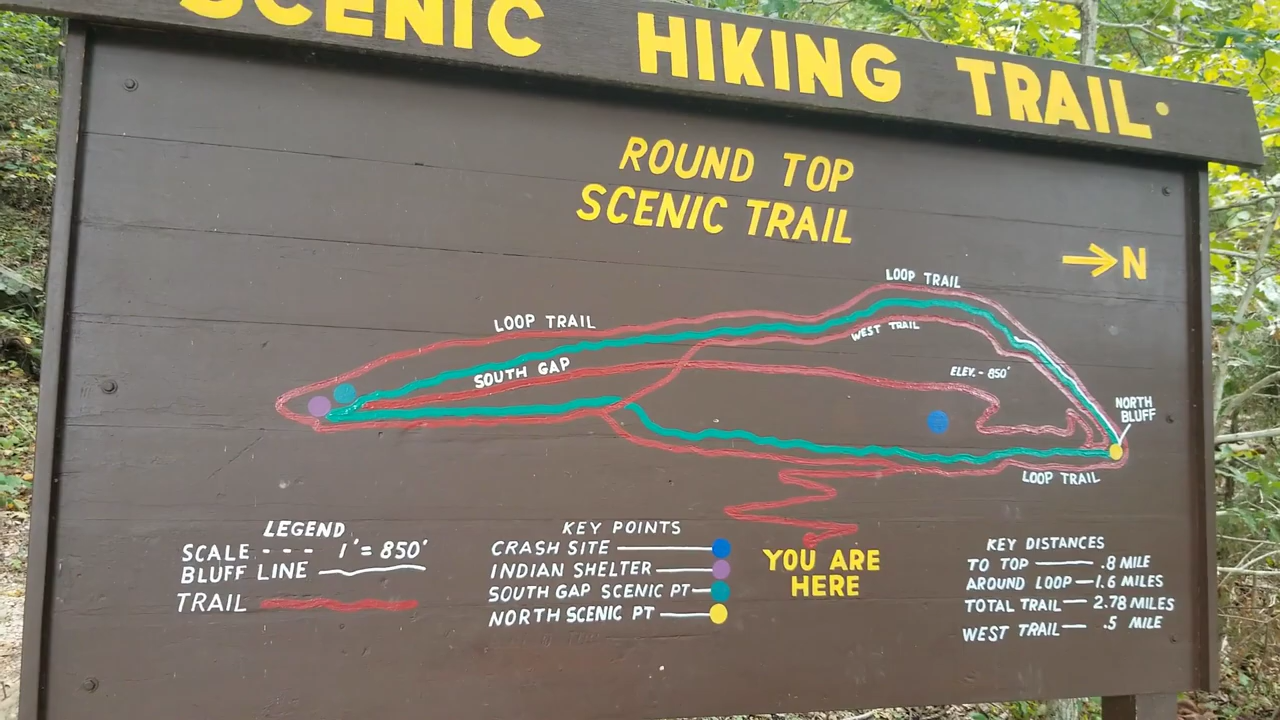 SCENIC HIKING TRAIL.
ROUND TOP
SCENIC TRAIL
→N
LOOP TRAIL
LOOP TRAIL
WEST TRAIL
SOUTH GAP
ELEV. - 850'
NORTH
BLUFF
LOOP TRAIL
LEGEND
SCALE --- 1' = 850'
BLUFF LINE
TRAIL
KEY POINTS
CRASH SITE
INDIAN SHELTER
SOUTH GAP SCENIC PT
NORTH SCENIC PT
YOU ARE
HERE
KEY DISTANCES
TO TOP — .8 MILE
AROUND LOOP — 1.6 MILES
TOTAL TRAIL — 2.78 MILES
WEST TRAIL — .5 MILE